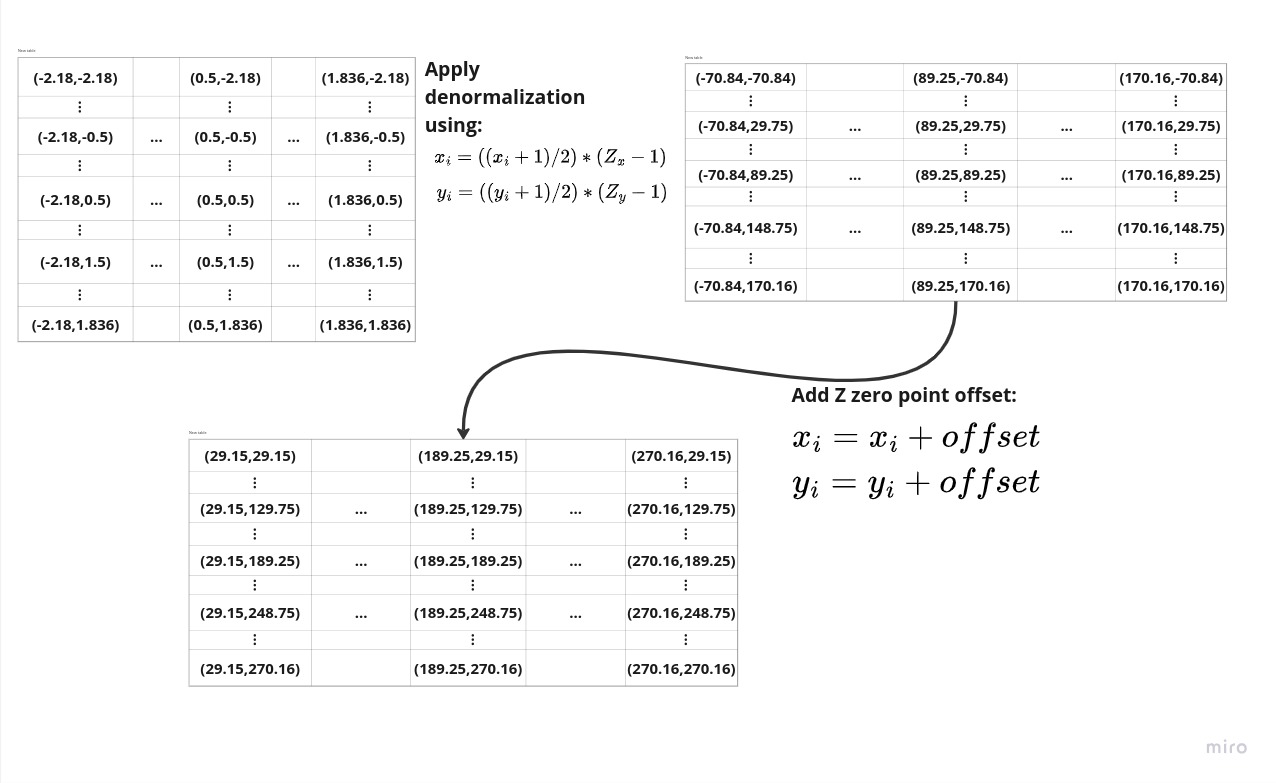 New table
(-2.18,-2.18) (0.5,-2.18) (1.836,-2.18)
⋮ ⋮ ⋮
(-2.18,-0.5) ... (0.5,-0.5) ... (1.836,-0.5)
⋮ ⋮ ⋮
(-2.18,0.5) ... (0.5,0.5) ... (1.836,0.5)
⋮ ⋮ ⋮
(-2.18,1.5) ... (0.5,1.5) ... (1.836,1.5)
⋮ ⋮ ⋮
(-2.18,1.836) (0.5,1.836) (1.836,1.836)
Apply
denormalization
using:
x_i = ((x_i + 1)/2) * (Z_x − 1)
y_i = ((y_i + 1)/2) * (Z_y − 1)
New table
(-70.84,-70.84) (89.25,-70.84) (170.16,-70.84)
⋮ ⋮ ⋮
(-70.84,29.75) ... (89.25,29.75) ... (170.16,29.75)
⋮ ⋮ ⋮
(-70.84,89.25) ... (89.25,89.25) ... (170.16,89.25)
⋮ ⋮ ⋮
(-70.84,148.75) ... (89.25,148.75) ... (170.16,148.75)
⋮ ⋮ ⋮
(-70.84,170.16) (89.25,170.16) (170.16,170.16)
Add Z zero point offset:
x_i = x_i + offset
y_i = y_i + offset
New table
(29.15,29.15) (189.25,29.15) (270.16,29.15)
⋮ ⋮ ⋮
(29.15,129.75) ... (189.25,129.75) ... (270.16,129.75)
⋮ ⋮ ⋮
(29.15,189.25) ... (189.25,189.25) ... (270.16,189.25)
⋮ ⋮ ⋮
(29.15,248.75) ... (189.25,248.75) ... (270.16,248.75)
⋮ ⋮ ⋮
(29.15,270.16) (189.25,270.16) (270.16,270.16)
miro